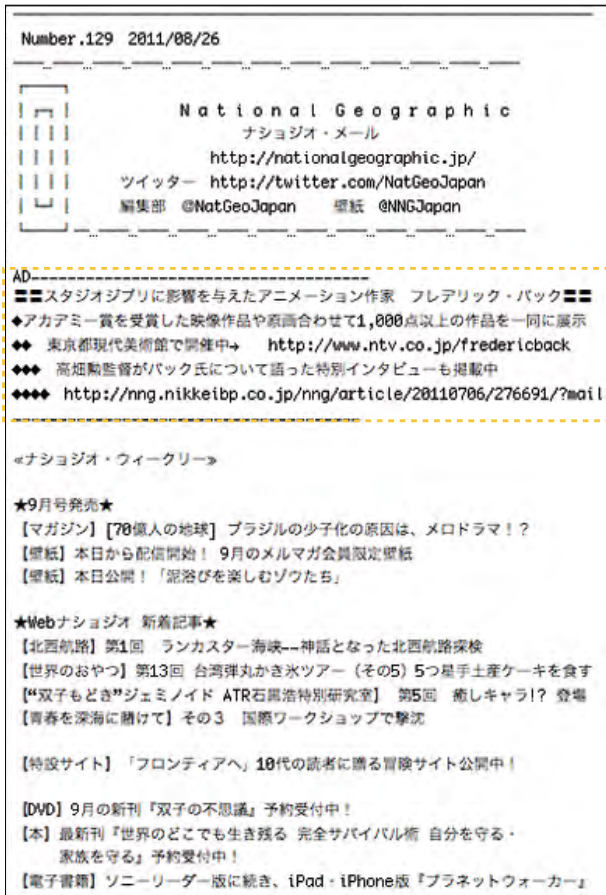 Number.129 2011/08/26
National Geographic
ナショジオ・メール
http://nationalgeographic.jp/
ツイッター http://twitter.com/NatGeoJapan
編集部 @NatGeoJapan 壁紙 @NNGJapan
AD-------------------------------------
〓〓スタジオジブリに影響を与えたアニメーション作家 フレデリック・バック〓〓
◆アカデミー賞を受賞した映像作品や原画合わせて1,000点以上の作品を一同に展示
◆◆ 東京都現代美術館で開催中→ http://www.ntv.co.jp/fredericback
◆◆◆ 高畑勲監督がバック氏について語った特別インタビューも掲載中
◆◆◆◆ http://nng.nikkeibp.co.jp/nng/article/20110706/276691/?mail
≪ナショジオ・ウィークリー≫
★9月号発売★
【マガジン】[70億人の地球] ブラジルの少子化の原因は、メロドラマ！？
【壁紙】本日から配信開始！ 9月のメルマガ会員限定壁紙
【壁紙】本日公開！「泥浴びを楽しむゾウたち」
★Webナショジオ 新着記事★
【北西航路】第1回 ランカスター海峡--神話となった北西航路探検
【世界のおやつ】第13回 台湾弾丸かき氷ツアー（その5）5つ星手土産ケーキを食す
【“双子もどき”ジェミノイド ATR石黒浩特別研究室】 第5回 癒しキャラ!? 登場
【青春を深海に賭けて】その３ 国際ワークショップで撃沈
【特設サイト】「フロンティアへ」10代の読者に贈る冒険サイト公開中！
【DVD】9月の新刊『双子の不思議』予約受付中！
【本】最新刊『世界のどこでも生き残る 完全サバイバル術 自分を守る・
家族を守る』予約受付中！
【電子書籍】ソニーリーダー版に続き、iPad・iPhone版『プラネットウォーカー』